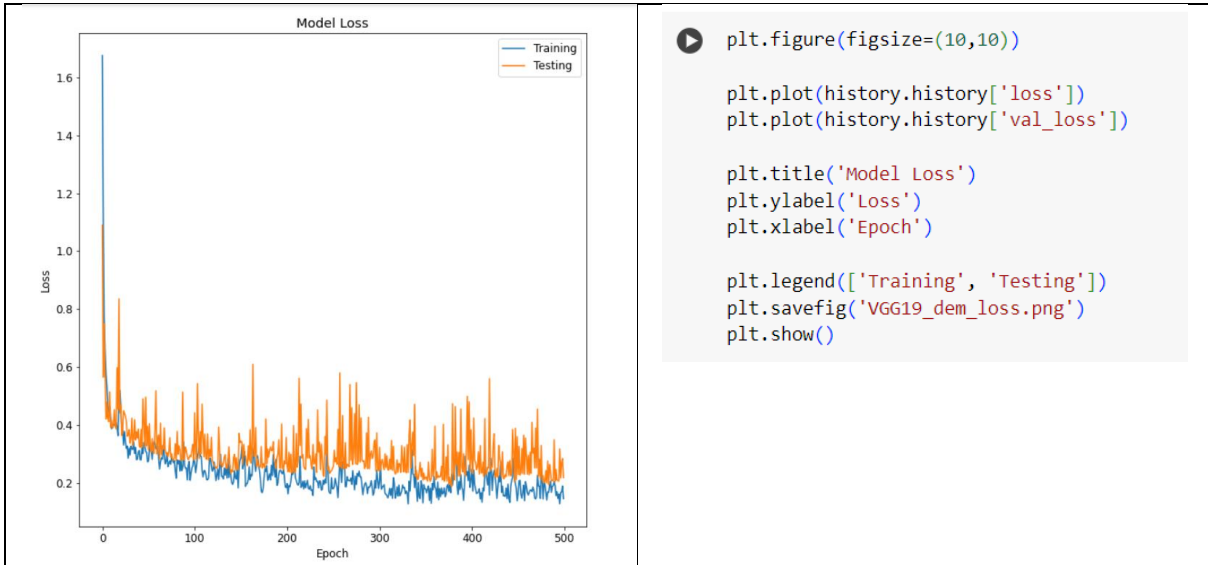 Model Loss
Training
Testing
1.6
1.4
1.2
1.0
0.8
0.6
0.4
0.2
Loss
0 100 200 300 400 500
Epoch
plt.figure(figsize=(10,10))
plt.plot(history.history['loss'])
plt.plot(history.history['val_loss'])
plt.title('Model Loss')
plt.ylabel('Loss')
plt.xlabel('Epoch')
plt.legend(['Training', 'Testing'])
plt.savefig('VGG19_dem_loss.png')
plt.show()